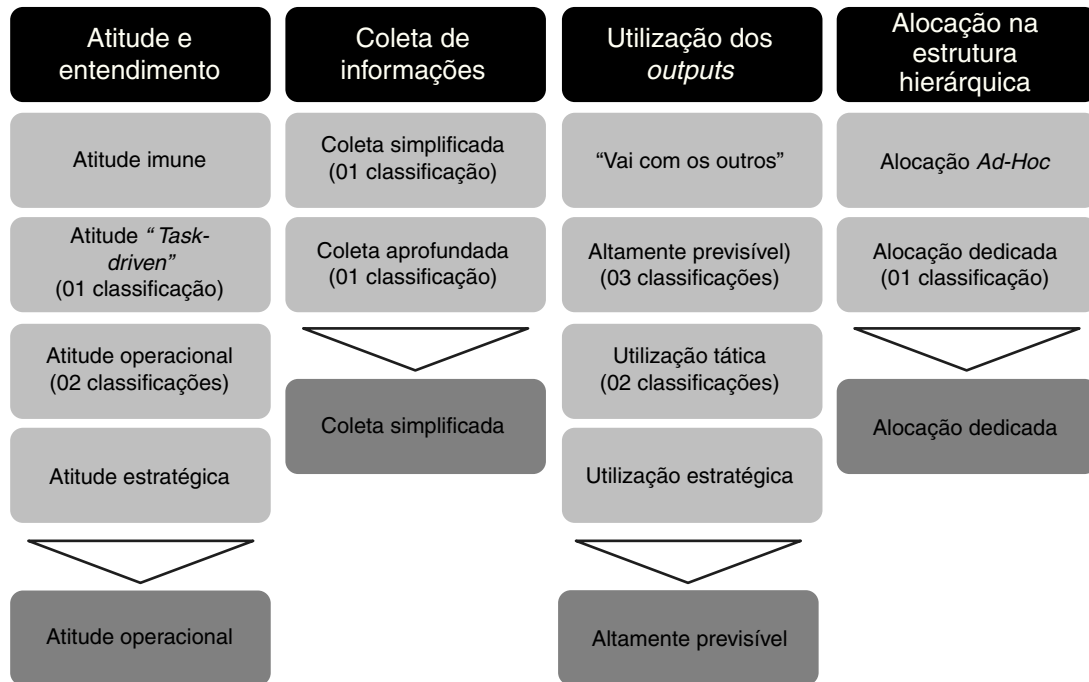 Atitude e
entendimento
Coleta de
informações
Utilização dos
outputs
Alocação na
estrutura
hierárquica
Atitude imune
Coleta simplificada
(01 classificação)
“Vai com os outros”
Alocação Ad-Hoc
Atitude “Task-
driven”
(01 classificação)
Coleta aprofundada
(01 classificação)
Altamente previsível)
(03 classificações)
Alocação dedicada
(01 classificação)
Atitude operacional
(02 classificações)
Utilização tática
(02 classificações)
Coleta simplificada
Alocação dedicada
Atitude estratégica
Utilização estratégica
Atitude operacional
Altamente previsível